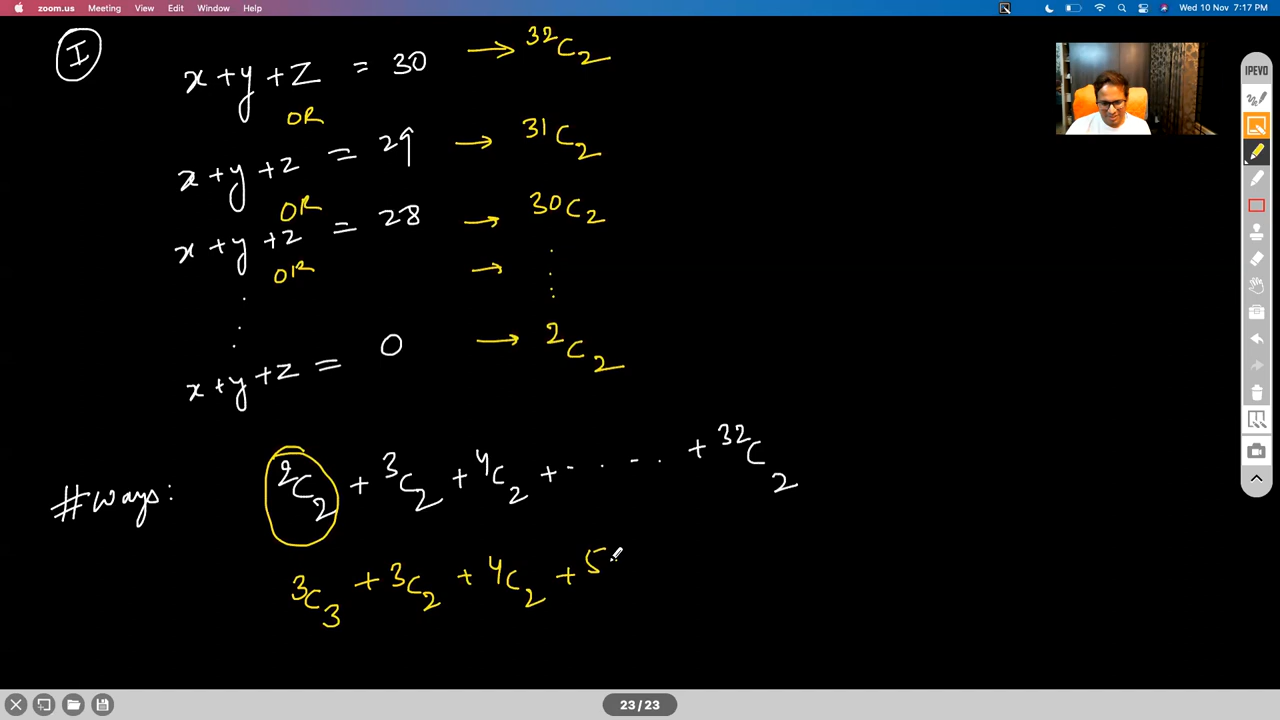 zoom.us Meeting View Edit Window Help Wed 10 Nov 7:17 PM
IPEVO
I
x + y + z = 30 → ³²C₂
OR
x + y + z = 29 → ³¹C₂
OR
x + y + z = 28 → ³⁰C₂
OR
→
x + y + z = 0 → ²C₂
#ways: ²C₂ + ³C₂ + ⁴C₂ + ..... + ³²C₂
³C₃ + ³C₂ + ⁴C₂ + 5
23/23